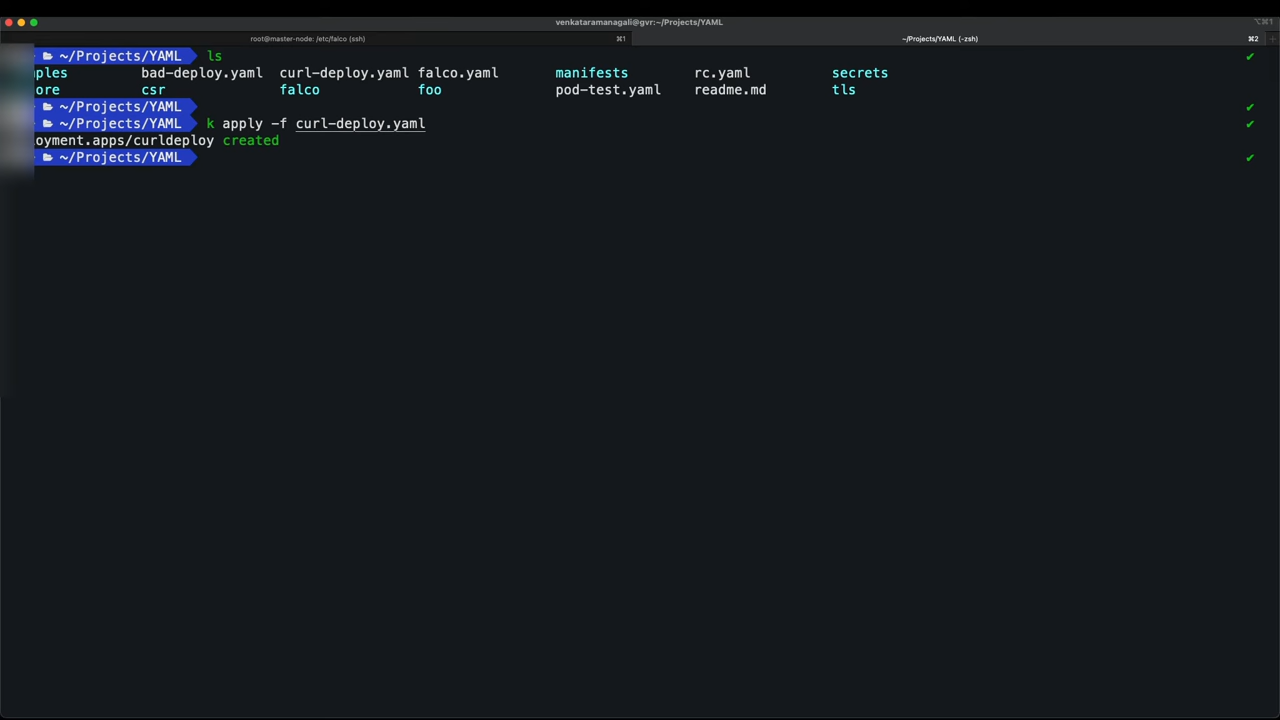 venkataramanagali@gvr:~/Projects/YAML
⌥⌘1
root@master-node: /etc/falco (ssh) ⌘1 ~/Projects/YAML (-zsh) ⌘2 +
~/Projects/YAML ls ✔
ples bad-deploy.yaml curl-deploy.yaml falco.yaml manifests rc.yaml secrets
ore csr falco foo pod-test.yaml readme.md tls
~/Projects/YAML ✔
~/Projects/YAML k apply -f curl-deploy.yaml ✔
oyment.apps/curldeploy created
~/Projects/YAML ✔